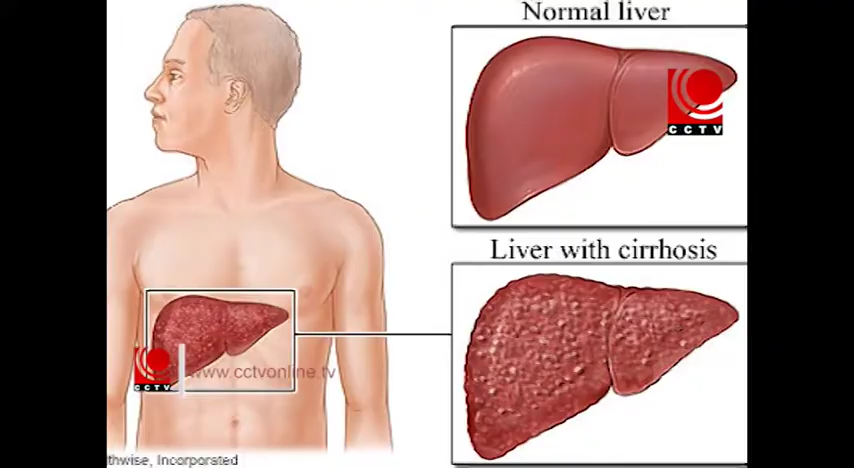 Normal liver
CCTV
Liver with cirrhosis
www.cctvonline.tv
CCTV
thwise, Incorporated